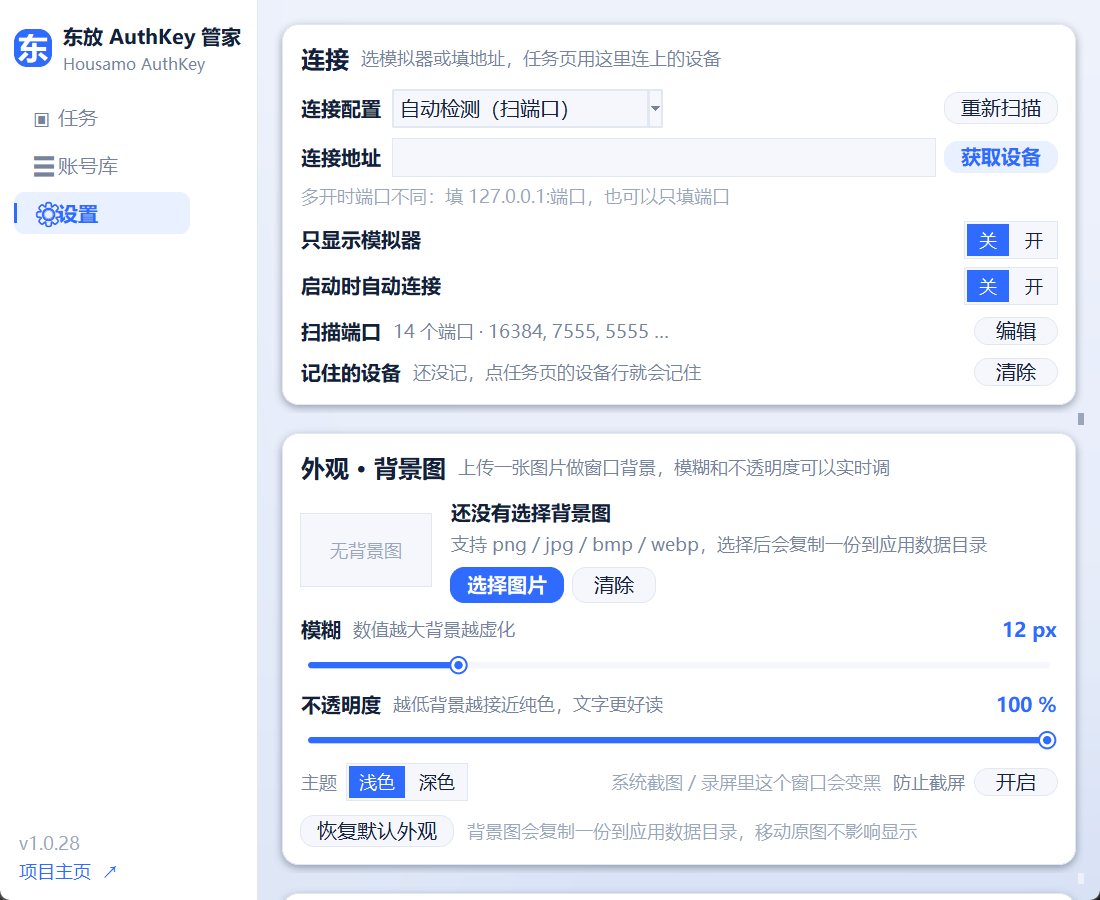 东
东放 AuthKey 管家
Housamo AuthKey
任务
账号库
设置
v1.0.28
项目主页 ↗
连接 选模拟器或填地址，任务页用这里连上的设备
连接配置 自动检测（扫端口） 重新扫描
连接地址 获取设备
多开时端口不同：填 127.0.0.1:端口，也可以只填端口
只显示模拟器 关 开
启动时自动连接 关 开
扫描端口 14 个端口 · 16384, 7555, 5555 ... 编辑
记住的设备 还没记，点任务页的设备行就会记住 清除
外观 · 背景图 上传一张图片做窗口背景，模糊和不透明度可以实时调
无背景图
还没有选择背景图
支持 png / jpg / bmp / webp，选择后会复制一份到应用数据目录
选择图片 清除
模糊 数值越大背景越虚化 12 px
不透明度 越低背景越接近纯色，文字更好读 100 %
主题 浅色 深色 系统截图 / 录屏里这个窗口会变黑 防止截屏 开启
恢复默认外观 背景图会复制一份到应用数据目录，移动原图不影响显示